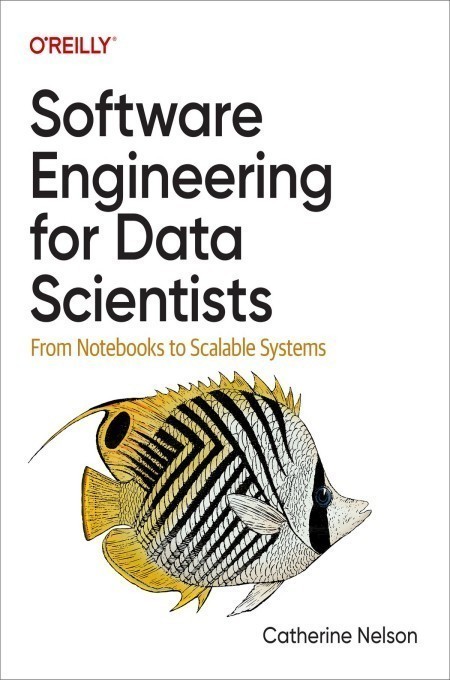 O'REILLY®
Software
Engineering
for Data
Scientists
From Notebooks to Scalable Systems
Catherine Nelson